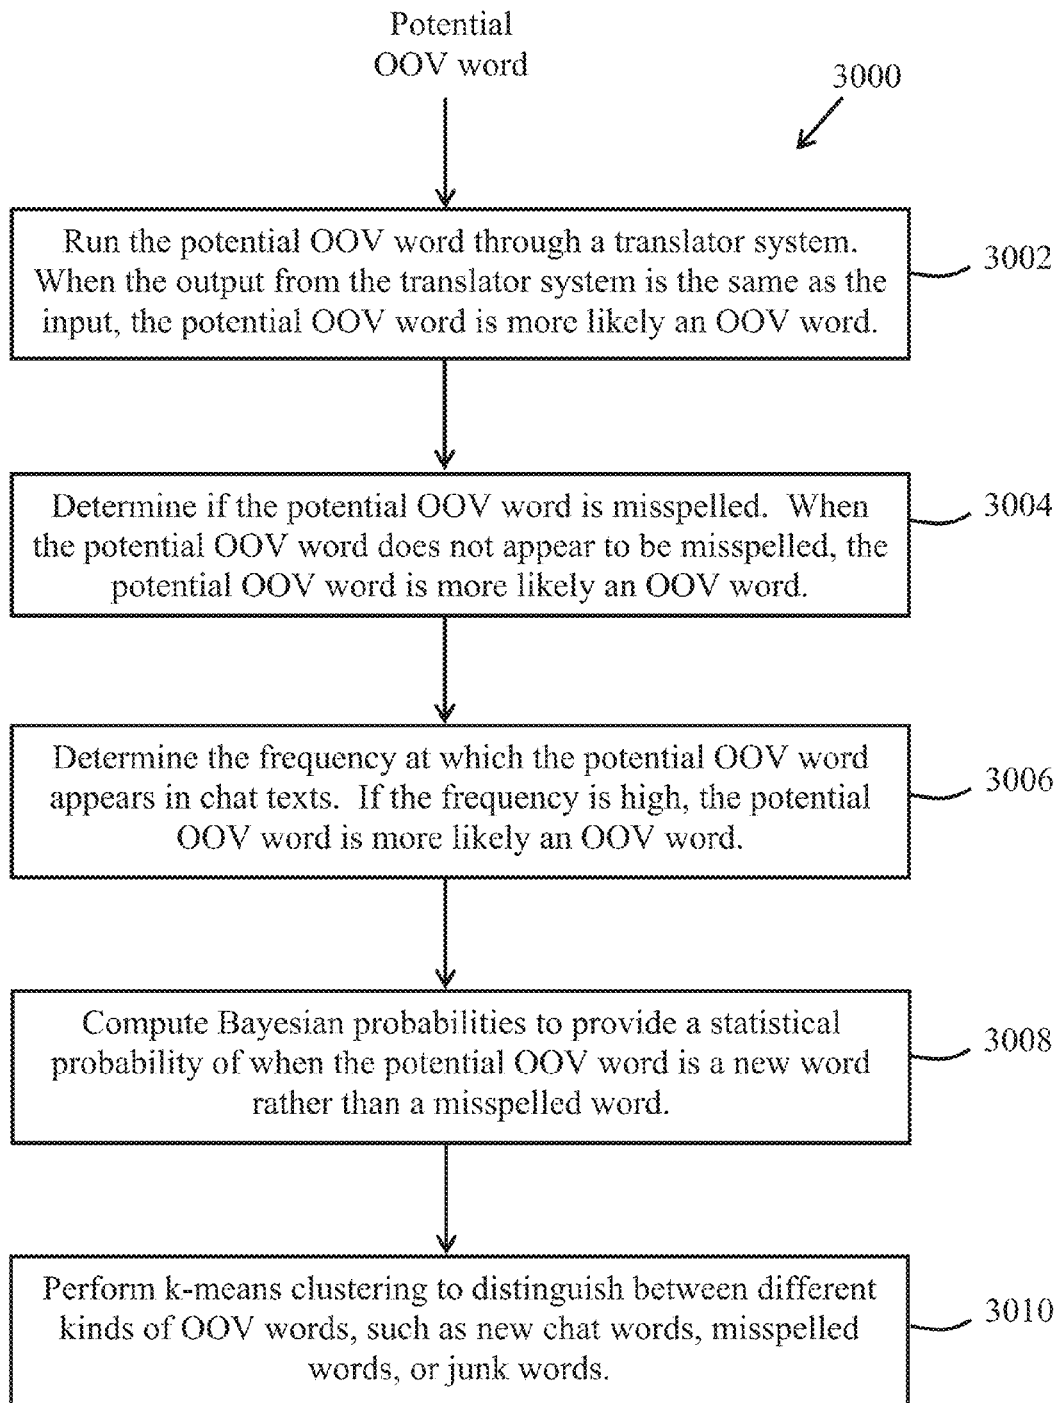 Potential
OOV word
3000
Run the potential OOV word through a translator system.
When the output from the translator system is the same as the
input, the potential OOV word is more likely an OOV word.
3002
Determine if the potential OOV word is misspelled.  When
the potential OOV word does not appear to be misspelled, the
potential OOV word is more likely an OOV word.
3004
Determine the frequency at which the potential OOV word
appears in chat texts.  If the frequency is high, the potential
OOV word is more likely an OOV word.
3006
Compute Bayesian probabilities to provide a statistical
probability of when the potential OOV word is a new word
rather than a misspelled word.
3008
Perform k-means clustering to distinguish between different
kinds of OOV words, such as new chat words, misspelled
words, or junk words.
3010